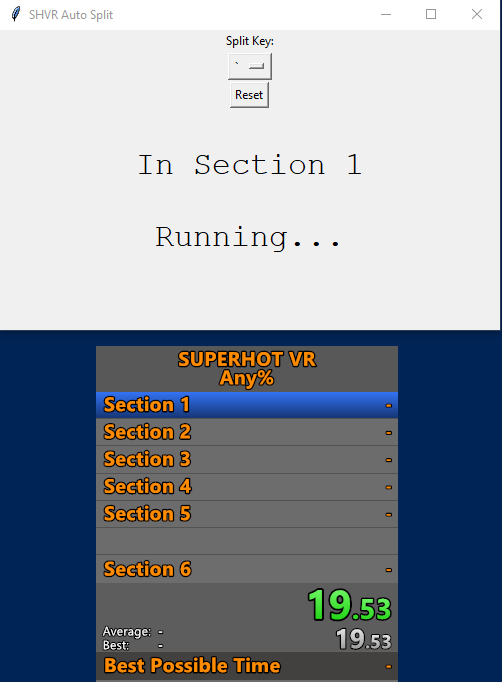 SHVR Auto Split
Split Key:
`
Reset
In Section 1
Running...
SUPERHOT VR
Any%
Section 1 -
Section 2 -
Section 3 -
Section 4 -
Section 5 -
Section 6 -
19.53
Average: -
19.53
Best: -
Best Possible Time -